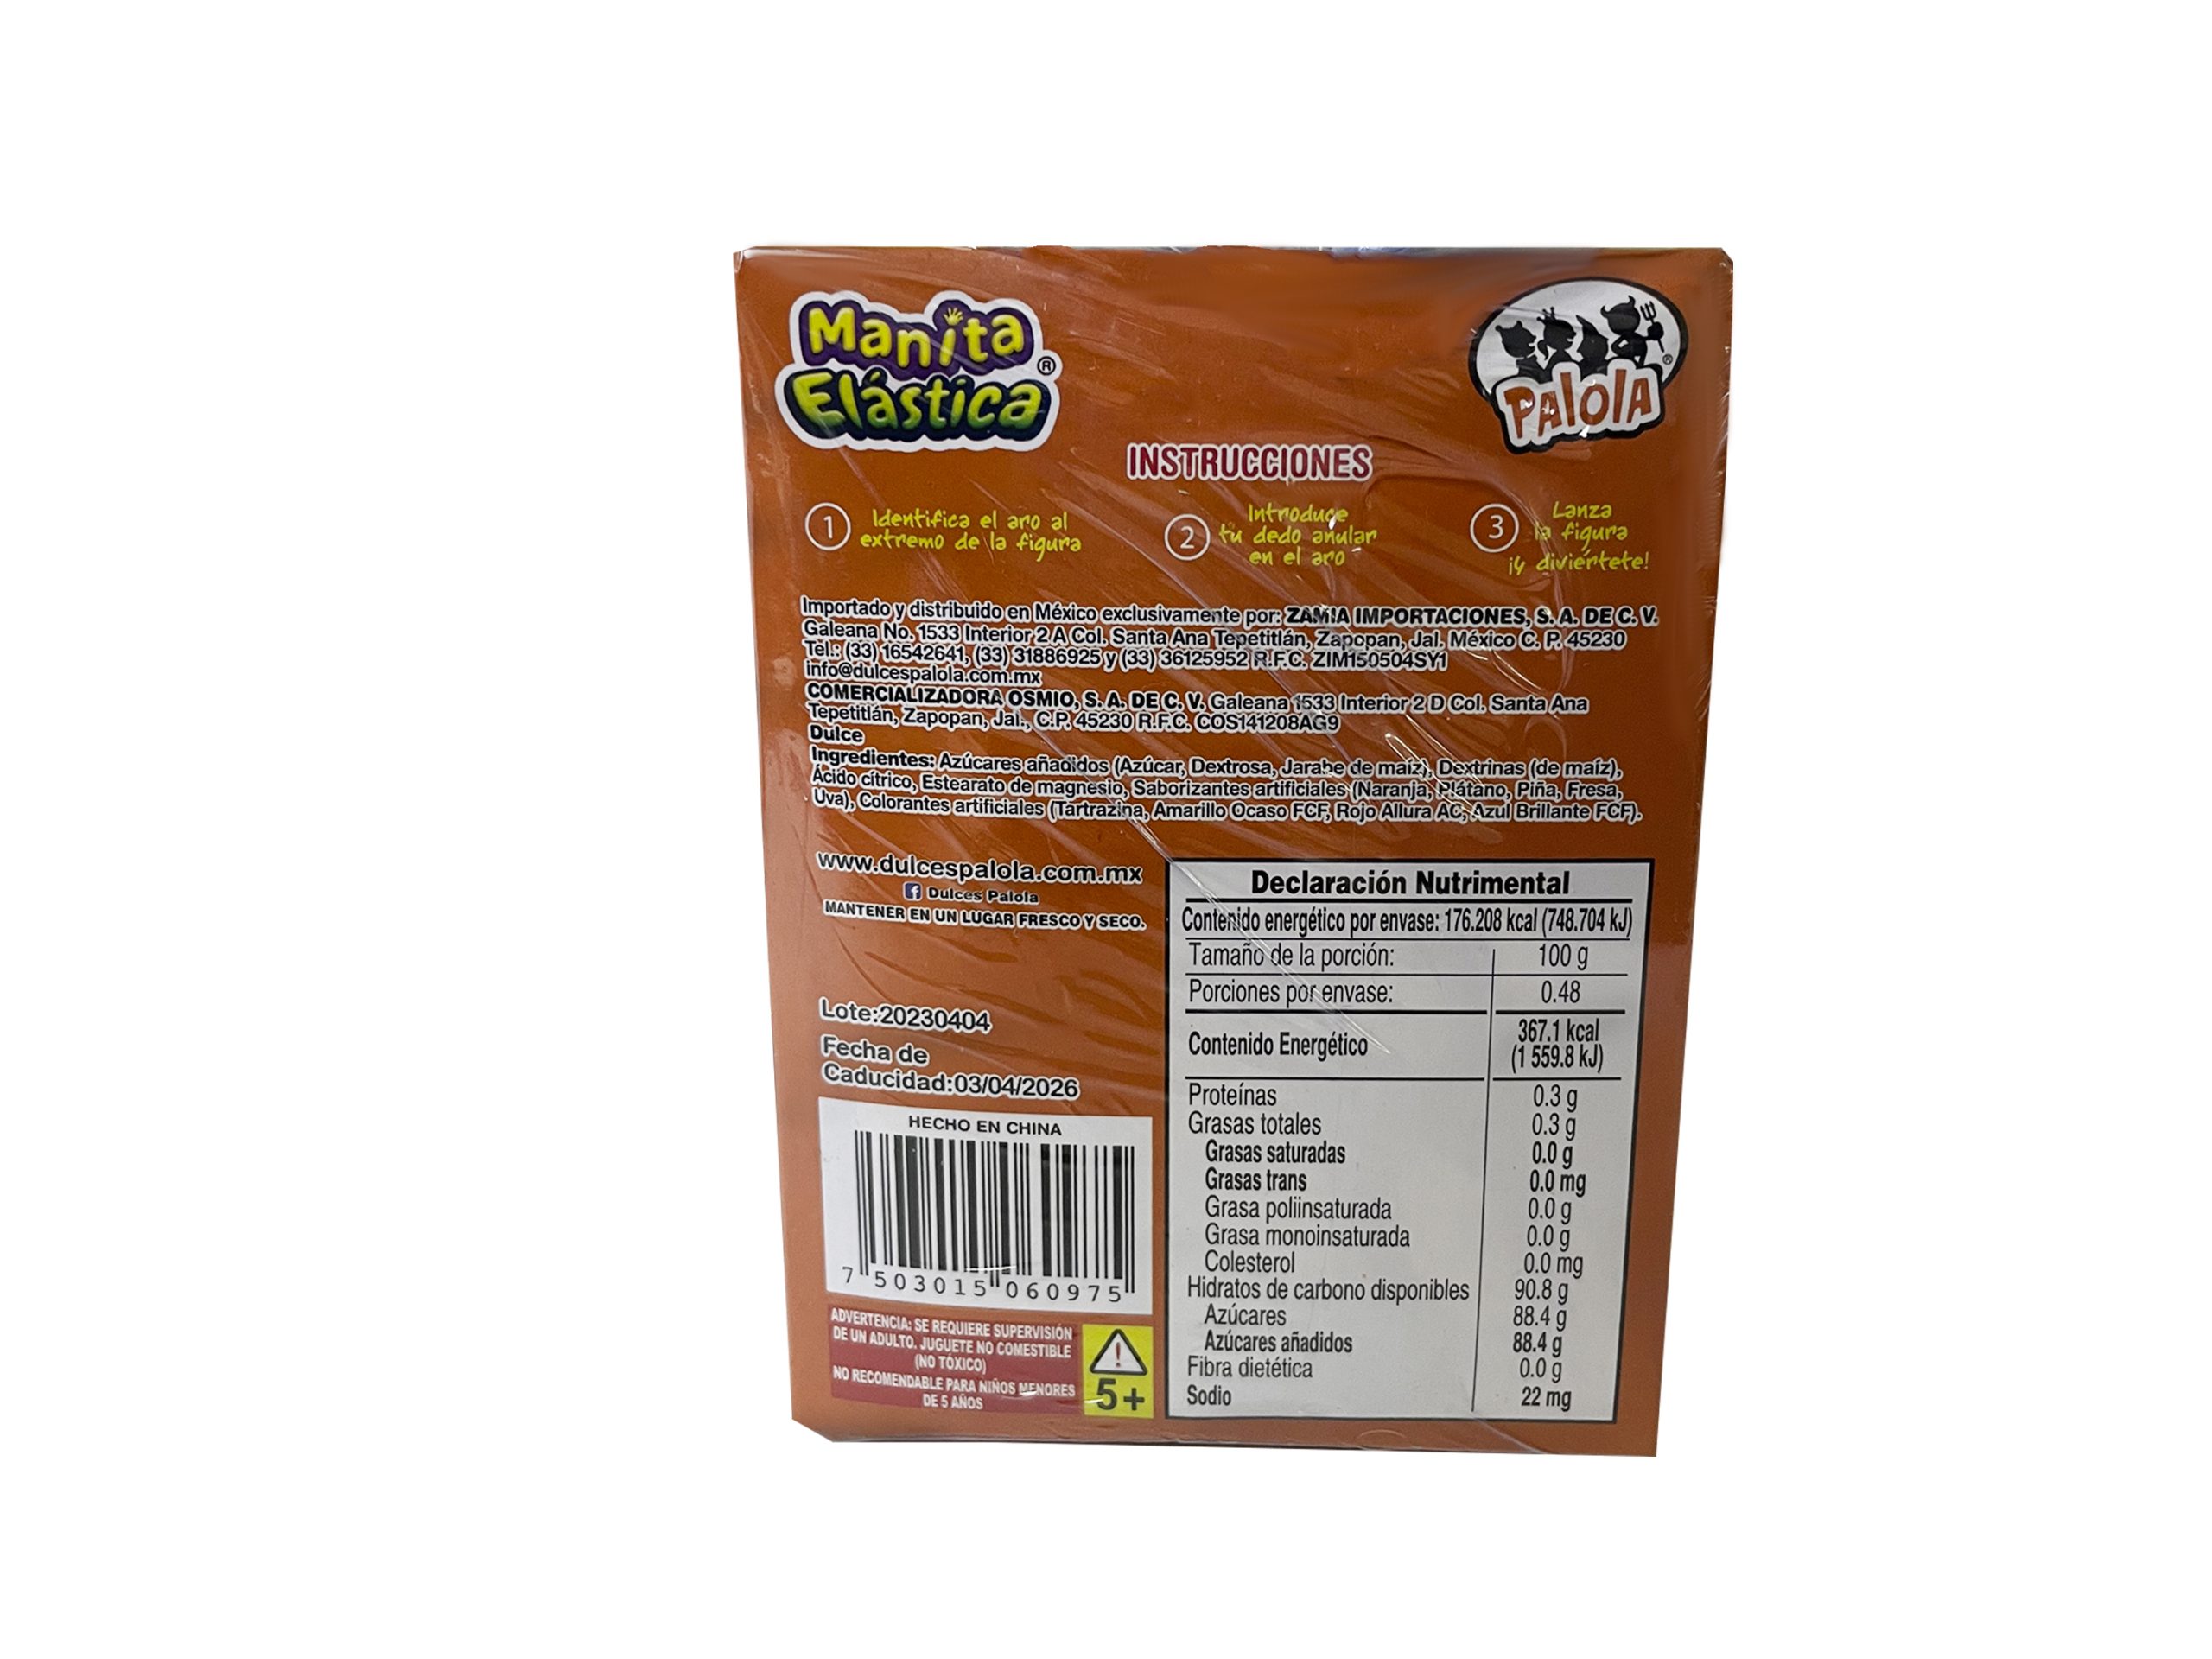 Manita
Elástica®
PALOLA®
INSTRUCCIONES
1 Identifica el aro al
extremo de la figura
2 Introduce
tu dedo anular
en el aro
3 Lanza
la figura
¡y diviértete!
Importado y distribuido en México exclusivamente por: ZAMIA IMPORTACIONES, S. A. DE C. V.
Galeana No. 1533 Interior 2 A Col. Santa Ana Tepetitlán, Zapopan, Jal. México C. P. 45230
Tel.: (33) 16542641, (33) 31886925 y (33) 36125952 R.F.C. ZIM150504SY1
info@dulcespalola.com.mx
COMERCIALIZADORA OSMIO, S. A. DE C. V. Galeana 1533 Interior 2 D Col. Santa Ana
Tepetitlán, Zapopan, Jal., C.P. 45230 R.F.C. COS141208AG9
Dulce
Ingredientes: Azúcares añadidos (Azúcar, Dextrosa, Jarabe de maíz), Dextrinas (de maíz),
Ácido cítrico, Estearato de magnesio, Saborizantes artificiales (Naranja, Plátano, Piña, Fresa,
Uva), Colorantes artificiales (Tartrazina, Amarillo Ocaso FCF, Rojo Allura AC, Azul Brillante FCF).
www.dulcespalola.com.mx
f Dulces Palola
MANTENER EN UN LUGAR FRESCO Y SECO.
Lote:20230404
Fecha de
Caducidad:03/04/2026
HECHO EN CHINA
7 503015 060975
ADVERTENCIA: SE REQUIERE SUPERVISIÓN
DE UN ADULTO. JUGUETE NO COMESTIBLE
(NO TÓXICO)
NO RECOMENDABLE PARA NIÑOS MENORES
DE 5 AÑOS
!
5+
Declaración Nutrimental
Contenido energético por envase: 176.208 kcal (748.704 kJ)
Tamaño de la porción: 100 g
Porciones por envase: 0.48
Contenido Energético 367.1 kcal
(1 559.8 kJ)
Proteínas 0.3 g
Grasas totales 0.3 g
Grasas saturadas 0.0 g
Grasas trans 0.0 mg
Grasa poliinsaturada 0.0 g
Grasa monoinsaturada 0.0 g
Colesterol 0.0 mg
Hidratos de carbono disponibles 90.8 g
Azúcares 88.4 g
Azúcares añadidos 88.4 g
Fibra dietética 0.0 g
Sodio 22 mg